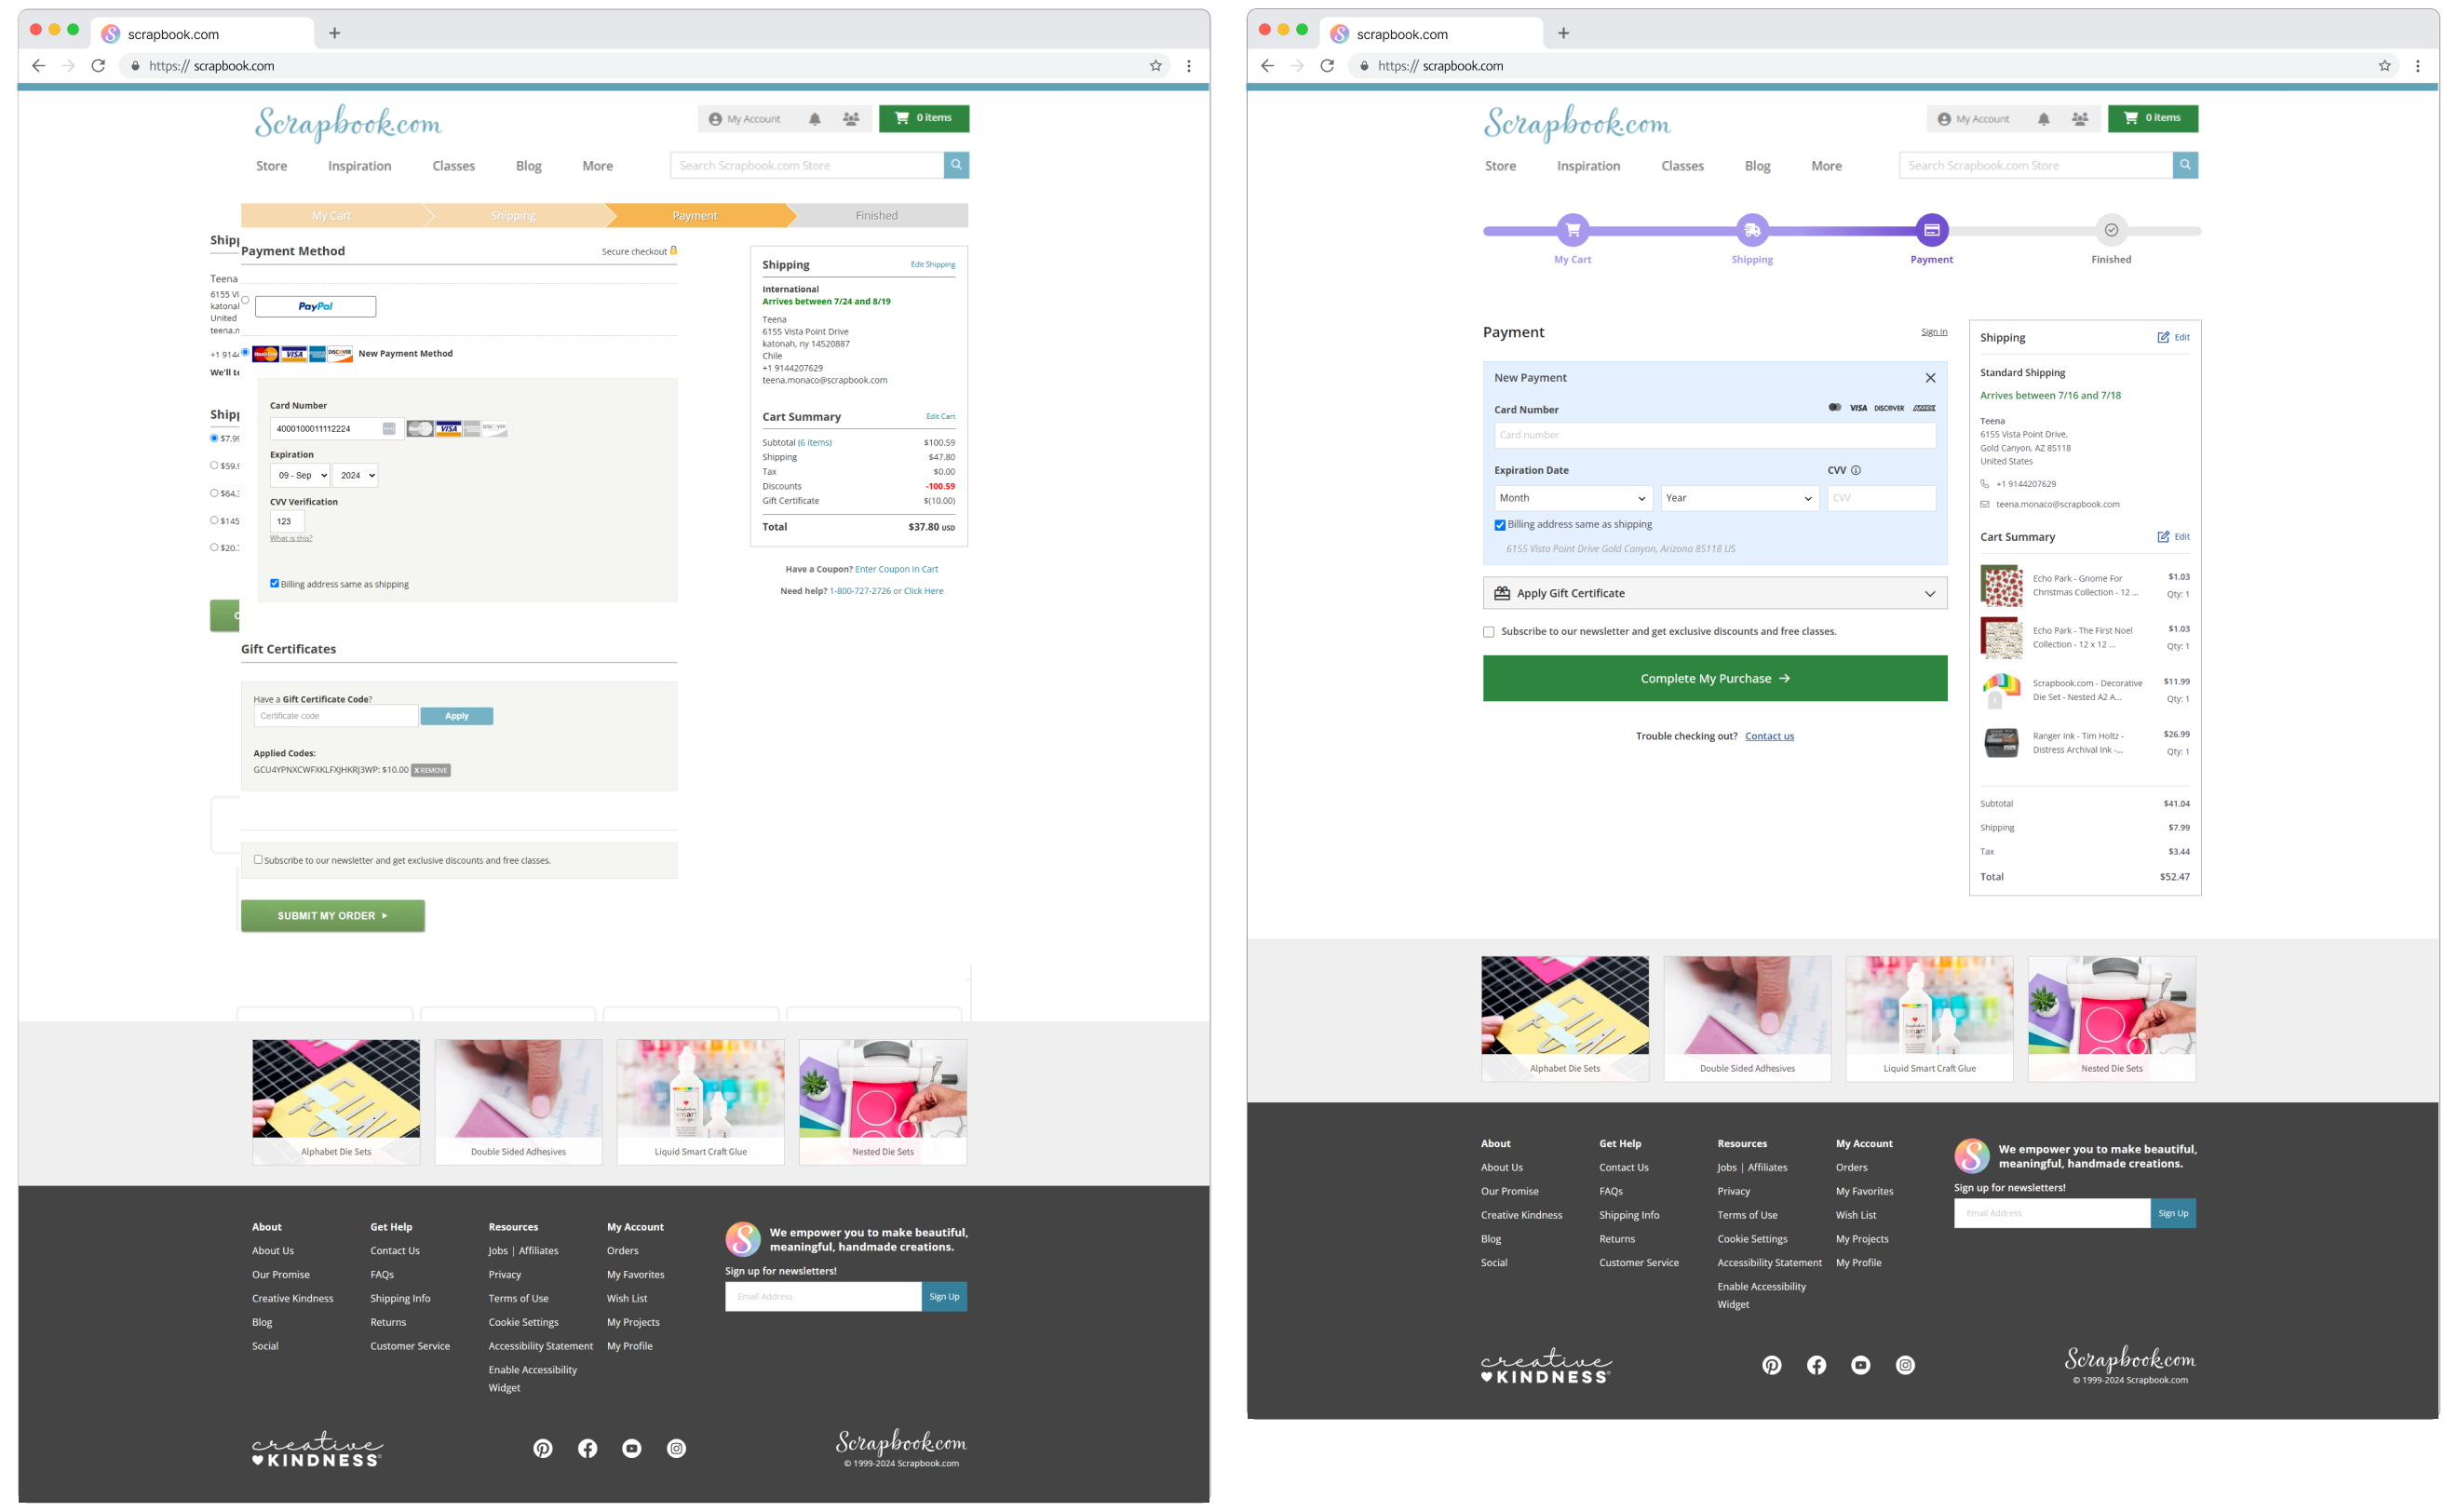 scrapbook.com
https:// scrapbook.com
Scrapbook.com
My Account
0 items
Store Inspiration Classes Blog More
Search Scrapbook.com Store
My Cart Shipping Payment Finished
Payment Method
Secure checkout
PayPal
MasterCard VISA DISCOVER New Payment Method
Card Number
4000100011112224
VISA
Expiration
09 - Sep 2024
CVV Verification
123
What is this?
Billing address same as shipping
Gift Certificates
Have a Gift Certificate Code?
Certificate code Apply
Applied Codes:
GCU4YPNXCWFXKLFXJHKRJ3WP: $10.00 X REMOVE
Subscribe to our newsletter and get exclusive discounts and free classes.
SUBMIT MY ORDER
Shipp
Teena
6155 Vi
katonal
United
teena.n
+1 914
We'll te
Shipp
$7.99
$59.
$64.
$145
$20.
Shipping Edit Shipping
International
Arrives between 7/24 and 8/19
Teena
6155 Vista Point Drive
katonah, ny 14520887
Chile
+1 9144207629
teena.monaco@scrapbook.com
Cart Summary Edit Cart
Subtotal (6 items) $100.59
Shipping $47.80
Tax $0.00
Discounts -100.59
Gift Certificate $(10.00)
Total $37.80 USD
Have a Coupon? Enter Coupon In Cart
Need help? 1-800-727-2726 or Click Here
Alphabet Die Sets
Double Sided Adhesives
Liquid Smart Craft Glue
Nested Die Sets
About Get Help Resources My Account
About Us Contact Us Jobs | Affiliates Orders
Our Promise FAQs Privacy My Favorites
Creative Kindness Shipping Info Terms of Use Wish List
Blog Returns Cookie Settings My Projects
Social Customer Service Accessibility Statement My Profile
Enable Accessibility
Widget
We empower you to make beautiful,
meaningful, handmade creations.
Sign up for newsletters!
Email Address Sign Up
creative
KINDNESS
Scrapbook.com
© 1999-2024 Scrapbook.com
scrapbook.com
https:// scrapbook.com
Scrapbook.com
My Account
0 items
Store Inspiration Classes Blog More
Search Scrapbook.com Store
My Cart Shipping Payment Finished
Payment Sign In
New Payment
Card Number VISA DISCOVER AMEX
Card number
Expiration Date CVV
Month Year CVV
Billing address same as shipping
6155 Vista Point Drive Gold Canyon, Arizona 85118 US
Apply Gift Certificate
Subscribe to our newsletter and get exclusive discounts and free classes.
Complete My Purchase →
Trouble checking out? Contact us
Shipping Edit
Standard Shipping
Arrives between 7/16 and 7/18
Teena
6155 Vista Point Drive,
Gold Canyon, AZ 85118
United States
+1 9144207629
teena.monaco@scrapbook.com
Cart Summary Edit
Echo Park - Gnome For $1.03
Christmas Collection - 12 ... Qty: 1
Echo Park - The First Noel $1.03
Collection - 12 x 12 ... Qty: 1
Scrapbook.com - Decorative $11.99
Die Set - Nested A2 A... Qty: 1
Ranger Ink - Tim Holtz - $26.99
Distress Archival Ink -... Qty: 1
Subtotal $41.04
Shipping $7.99
Tax $3.44
Total $52.47
Alphabet Die Sets
Double Sided Adhesives
Liquid Smart Craft Glue
Nested Die Sets
About Get Help Resources My Account
About Us Contact Us Jobs | Affiliates Orders
Our Promise FAQs Privacy My Favorites
Creative Kindness Shipping Info Terms of Use Wish List
Blog Returns Cookie Settings My Projects
Social Customer Service Accessibility Statement My Profile
Enable Accessibility
Widget
We empower you to make beautiful,
meaningful, handmade creations.
Sign up for newsletters!
Email Address Sign Up
creative
KINDNESS
Scrapbook.com
© 1999-2024 Scrapbook.com